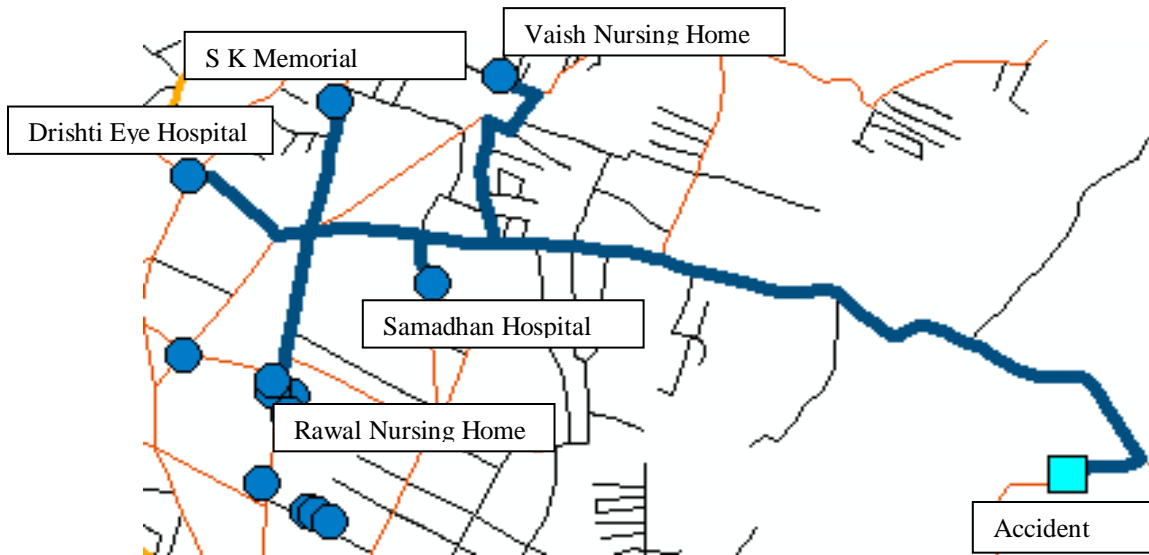 Vaish Nursing Home
S K Memorial
Drishti Eye Hospital
Samadhan Hospital
Rawal Nursing Home
Accident